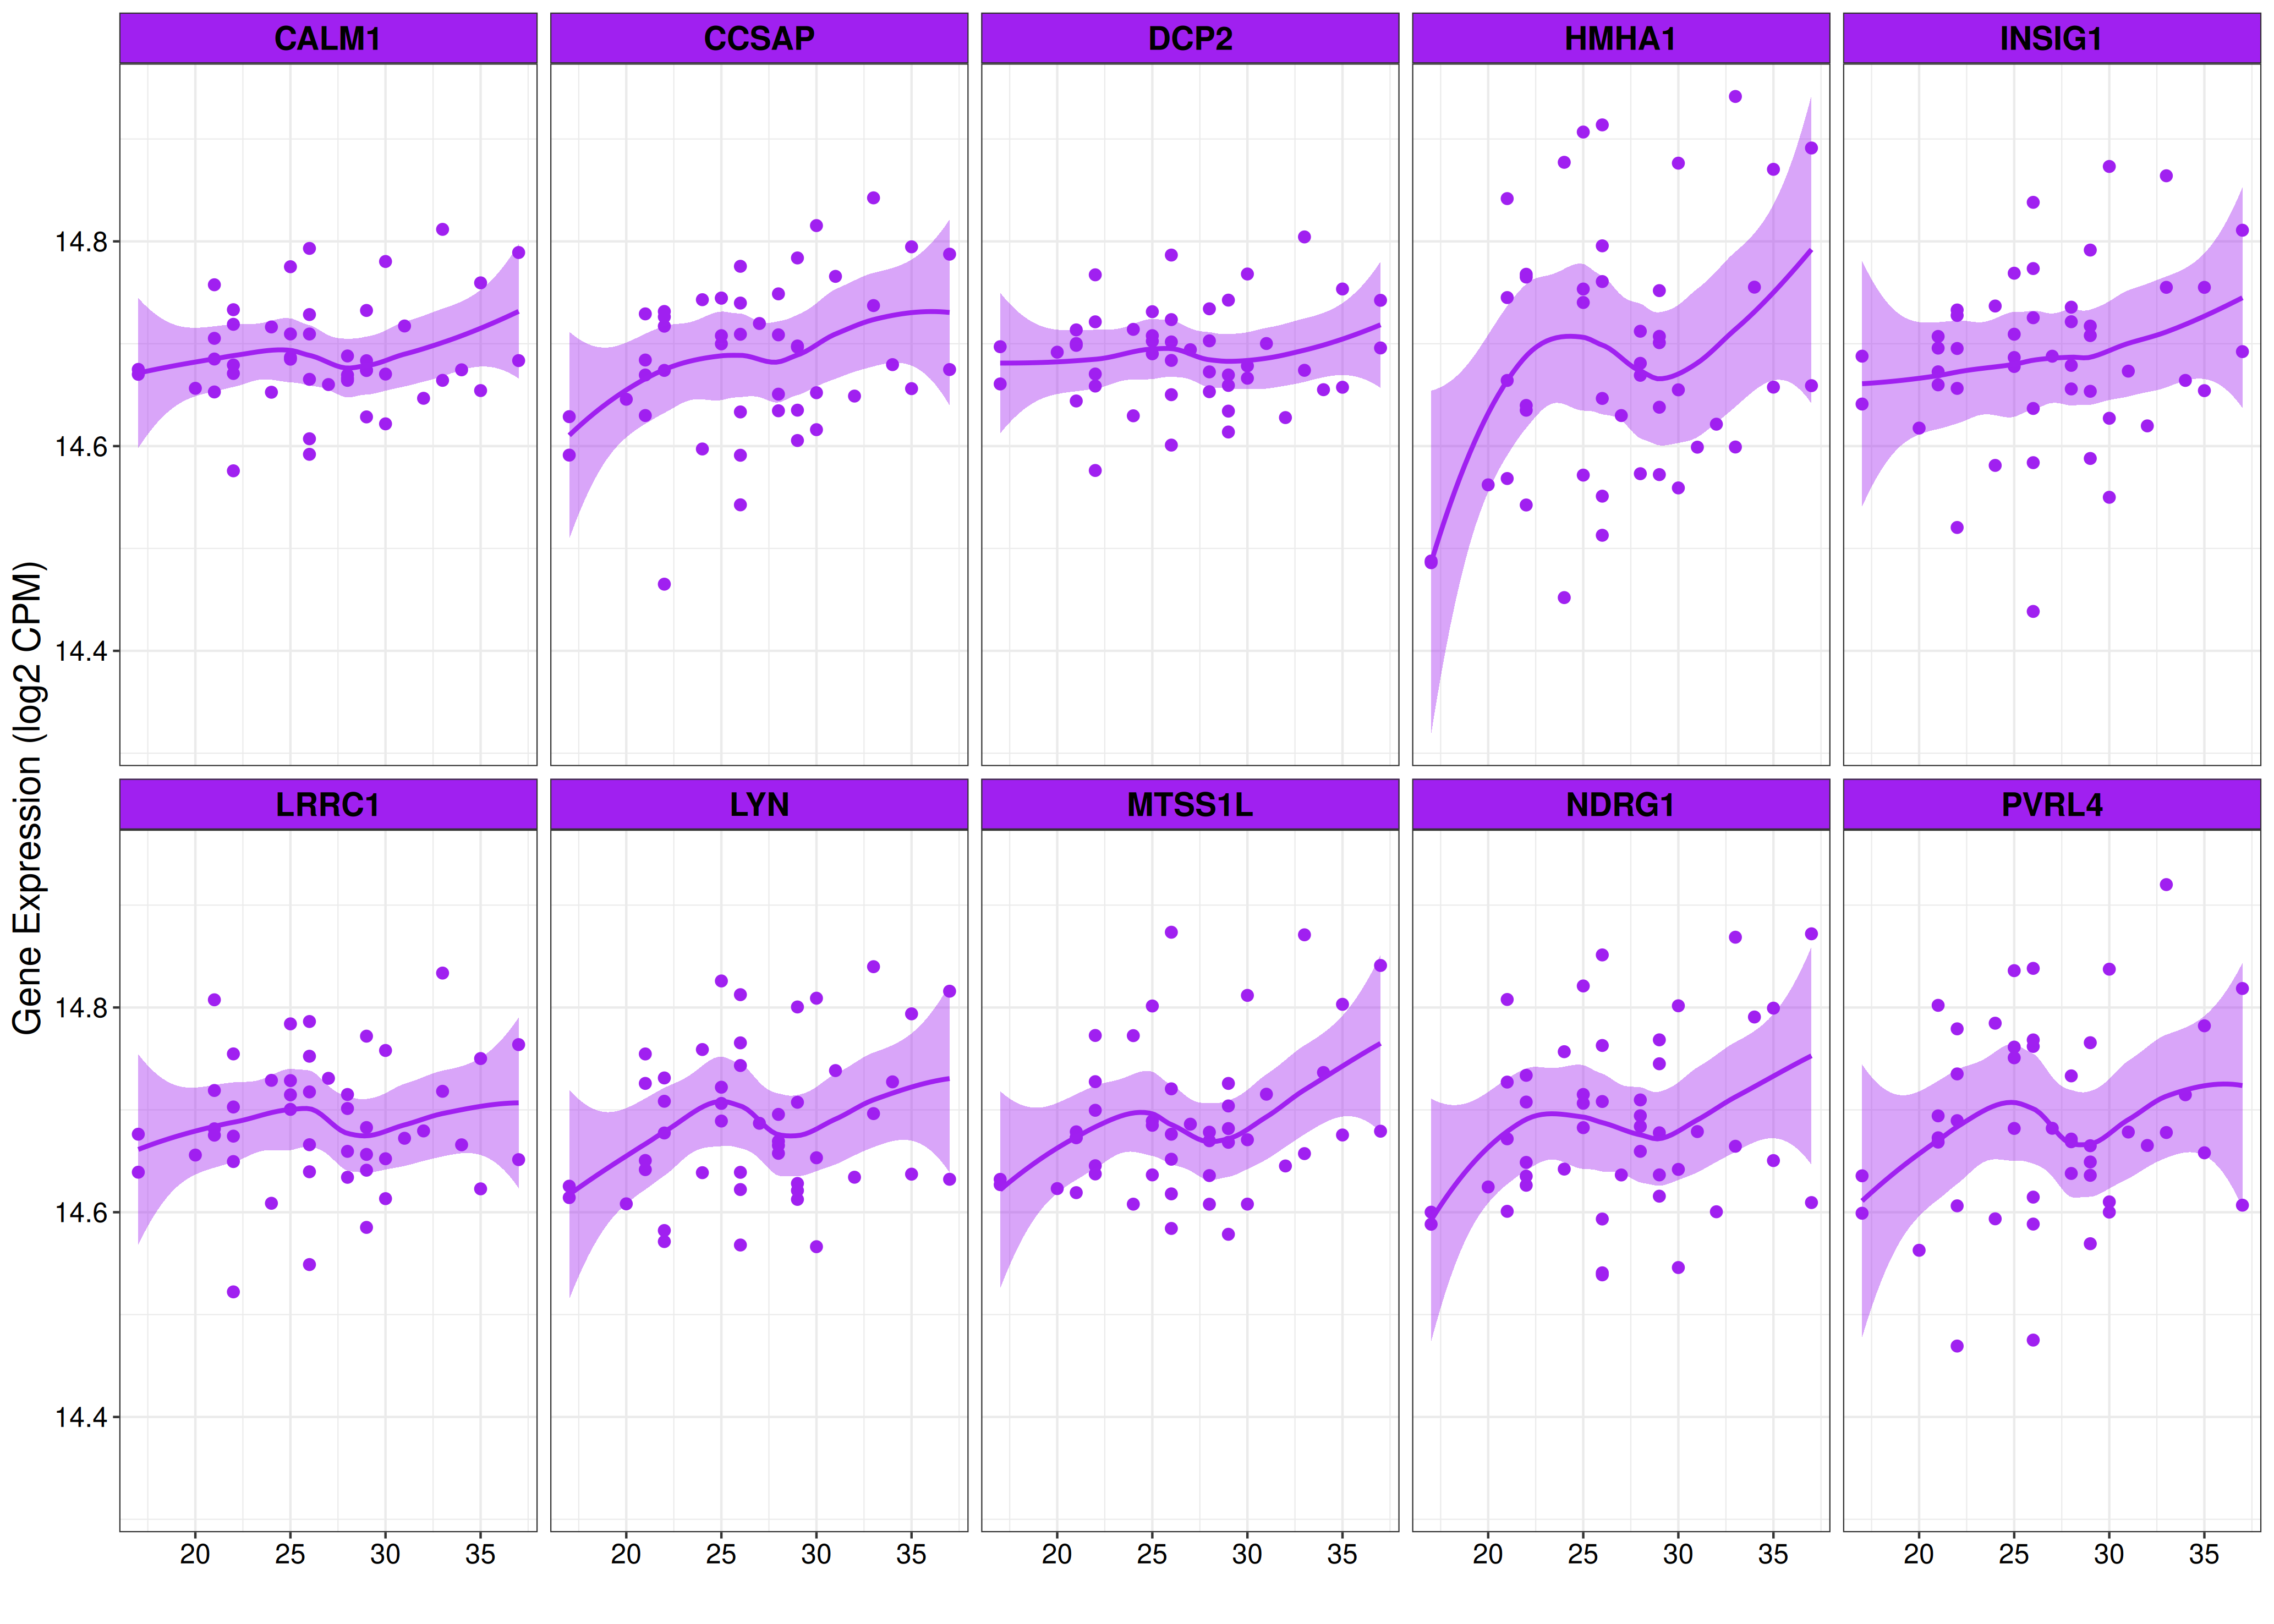 CALM1 CCSAP DCP2 HMHA1 INSIG1
14.8
14.6
14.4
Gene Expression (log2 CPM)
LRRC1 LYN MTSS1L NDRG1 PVRL4
14.8
14.6
14.4
20 25 30 35 20 25 30 35 20 25 30 35 20 25 30 35 20 25 30 35